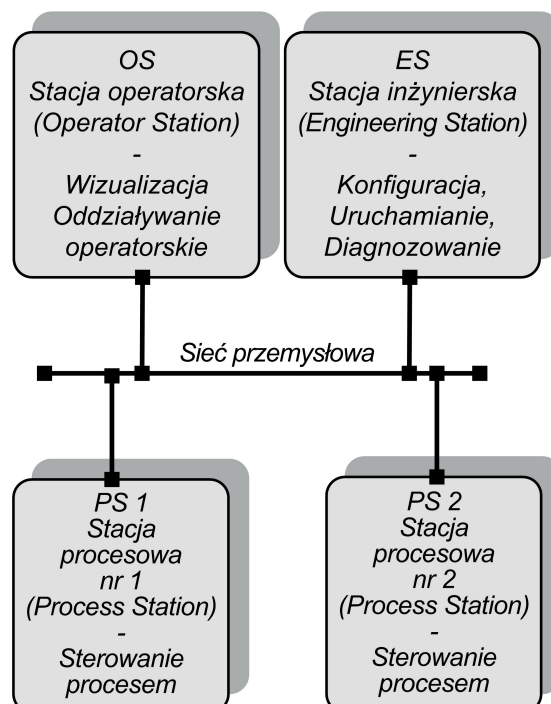 OS
Stacja operatorska
(Operator Station)
-
Wizualizacja
Oddziaływanie
operatorskie
ES
Stacja inżynierska
(Engineering Station)
-
Konfiguracja,
Uruchamianie,
Diagnozowanie
Sieć przemysłowa
PS 1
Stacja
procesowa
nr 1
(Process Station)
-
Sterowanie
procesem
PS 2
Stacja
procesowa
nr 2
(Process Station)
-
Sterowanie
procesem